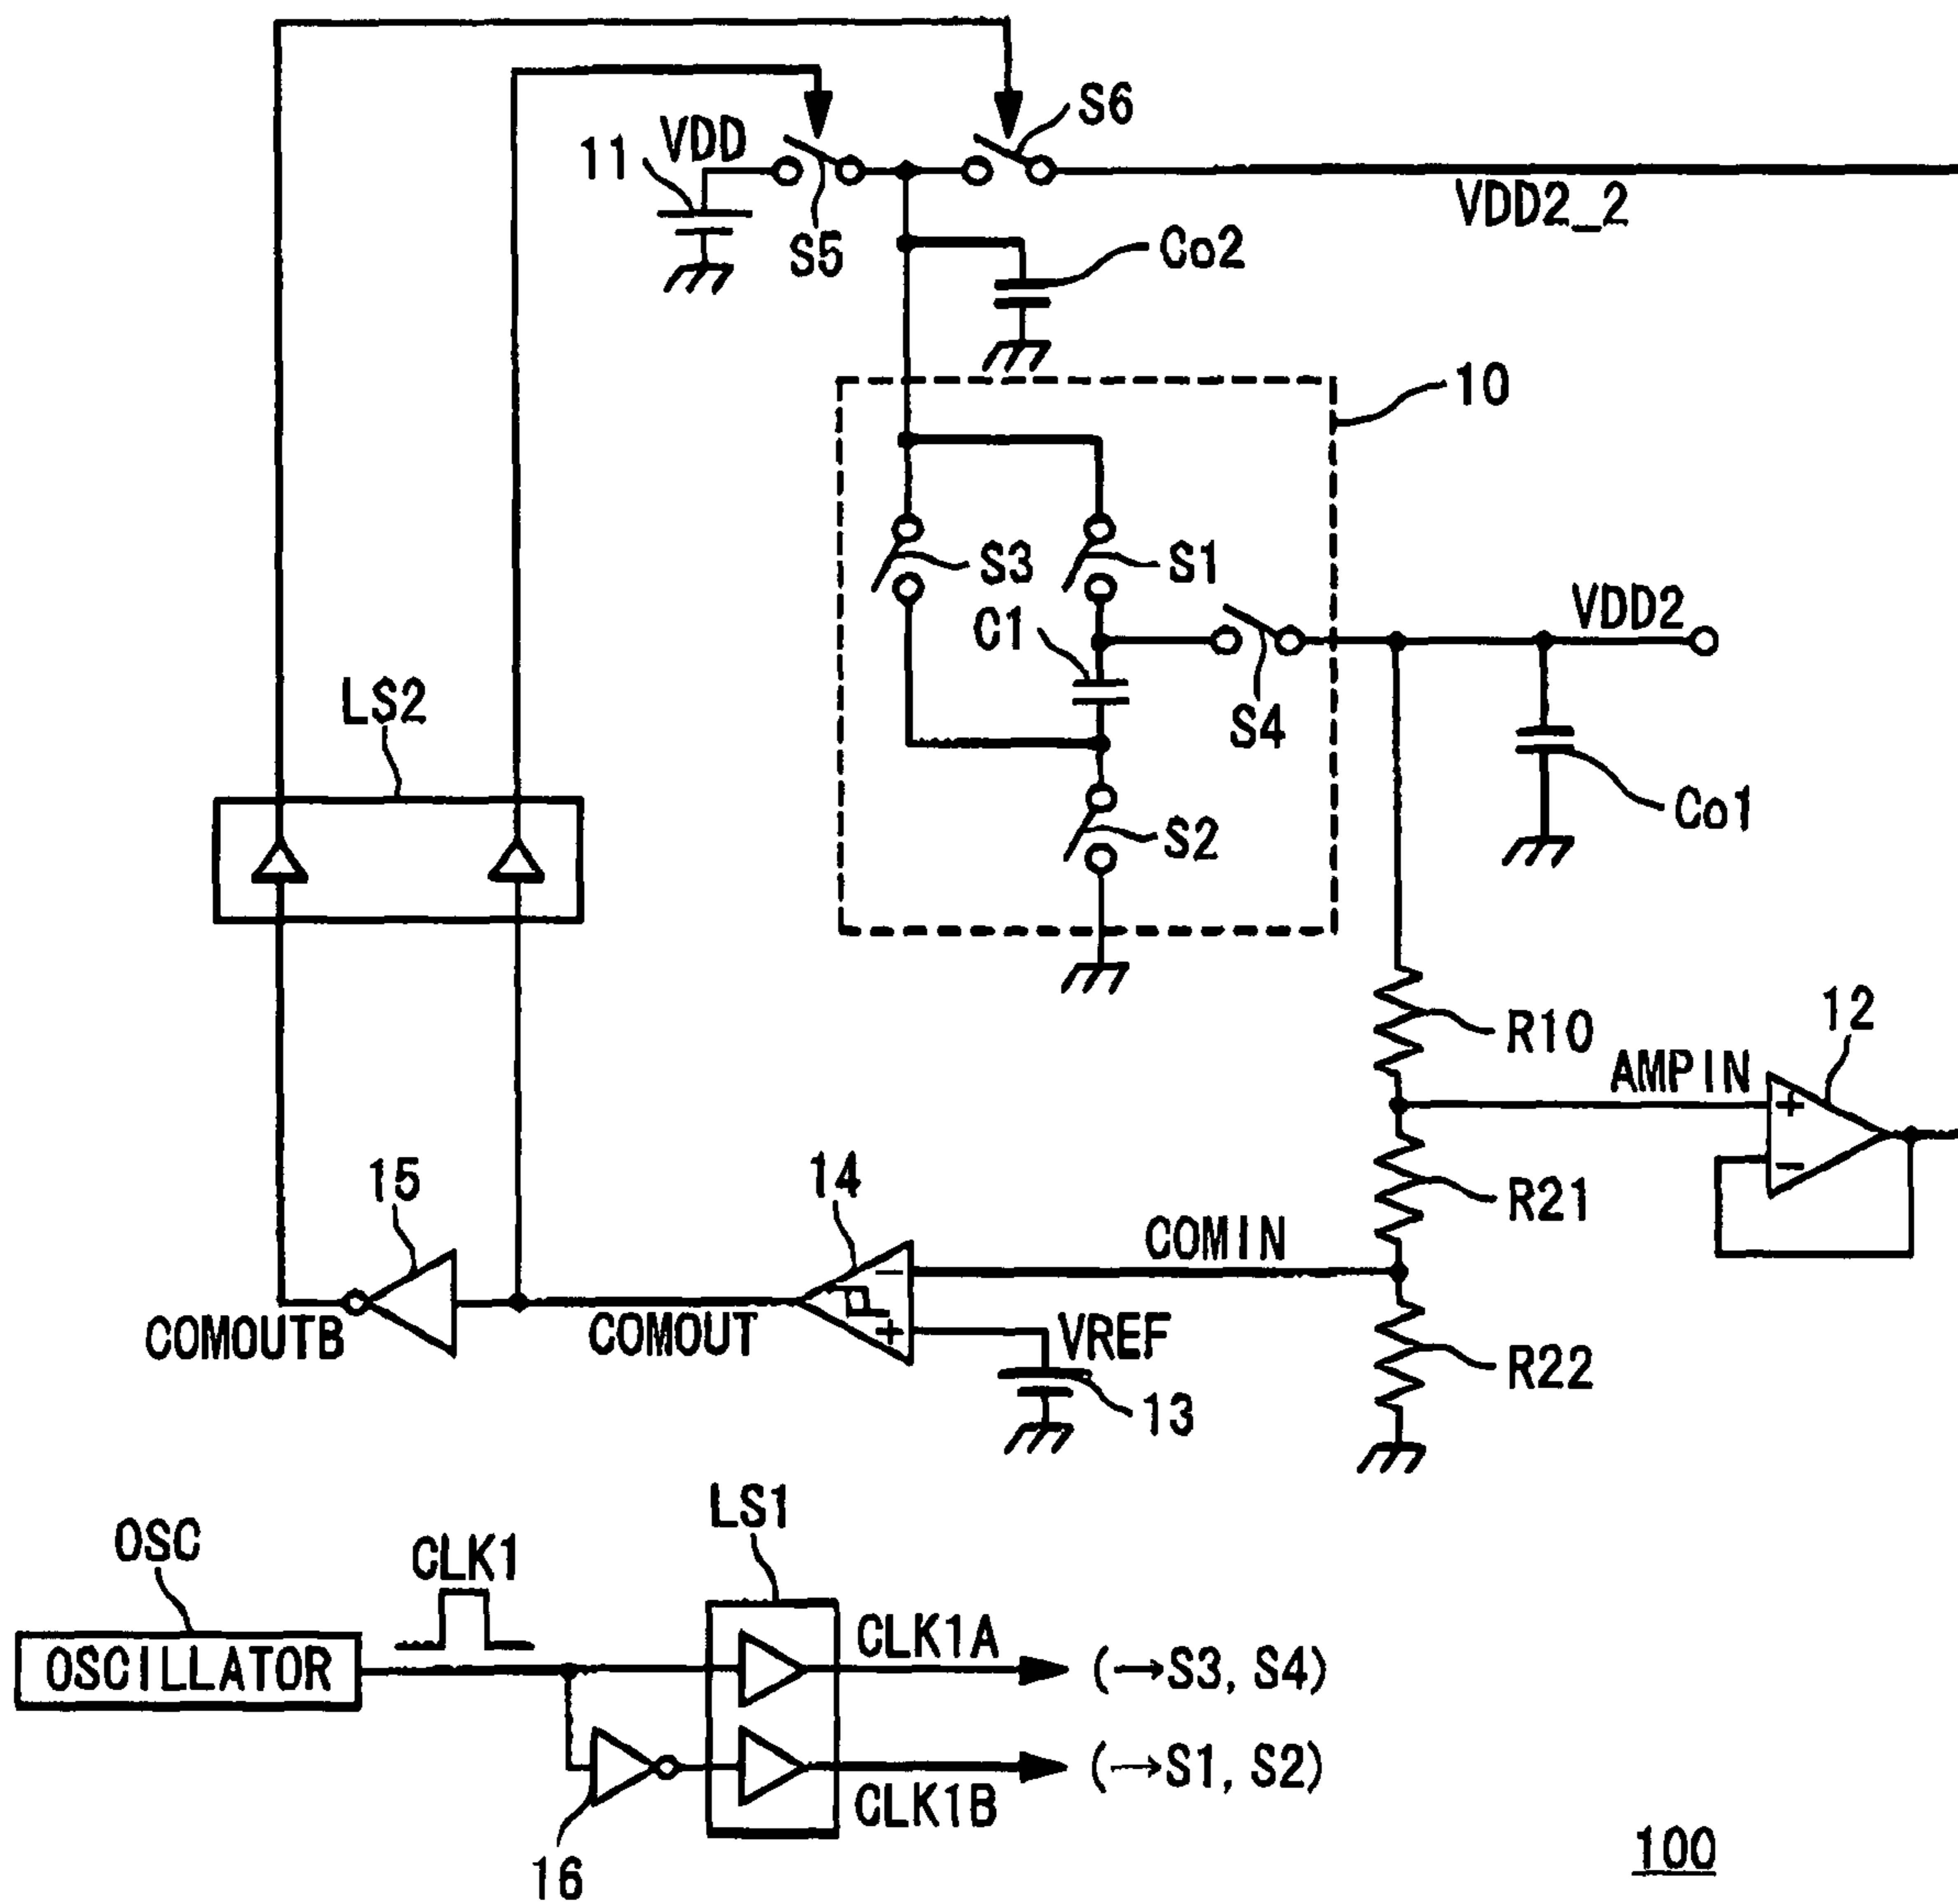 S6
11
VDD
S5
VDD2_2
Co2
10
S3
S1
C1
VDD2
S4
LS2
Co1
S2
R10
12
AMPIN
+
−
R21
15
14
COMIN
−
COMOUTB
COMOUT
+
VREF
R22
13
LS1
OSC
CLK1
OSCILLATOR
CLK1A
(→S3, S4)
CLK1B
(→S1, S2)
16
100